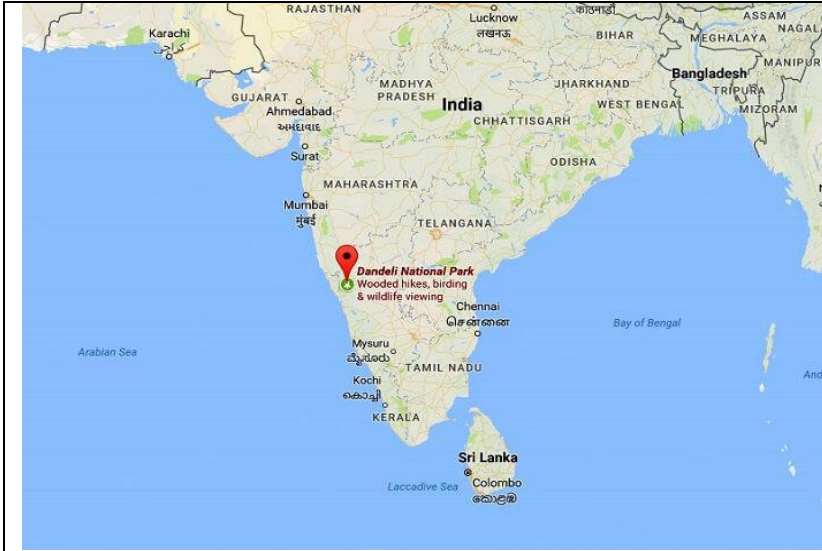 RAJASTHAN
Lucknow
लखनऊ
काठमाडौं
ASSAM
Karachi
كراچی
BIHAR
MEGHALAYA
MANIPUR
GUJARAT
Ahmedabad
અમદાવાદ
MADHYA
PRADESH
India
JHARKHAND
Bangladesh
TRIPURA
MIZORAM
WEST BENGAL
CHHATTISGARH
Surat
ODISHA
MAHARASHTRA
Mumbai
मुंबई
TELANGANA
Dandeli National Park
Wooded hikes, birding
& wildlife viewing
Chennai
சென்னை
Bay of Bengal
Arabian Sea
Mysuru
ಮೈಸೂರು
TAMIL NADU
Kochi
കൊച്ചി
KERALA
Sri Lanka
Laccadive Sea
Colombo
කොළඹ